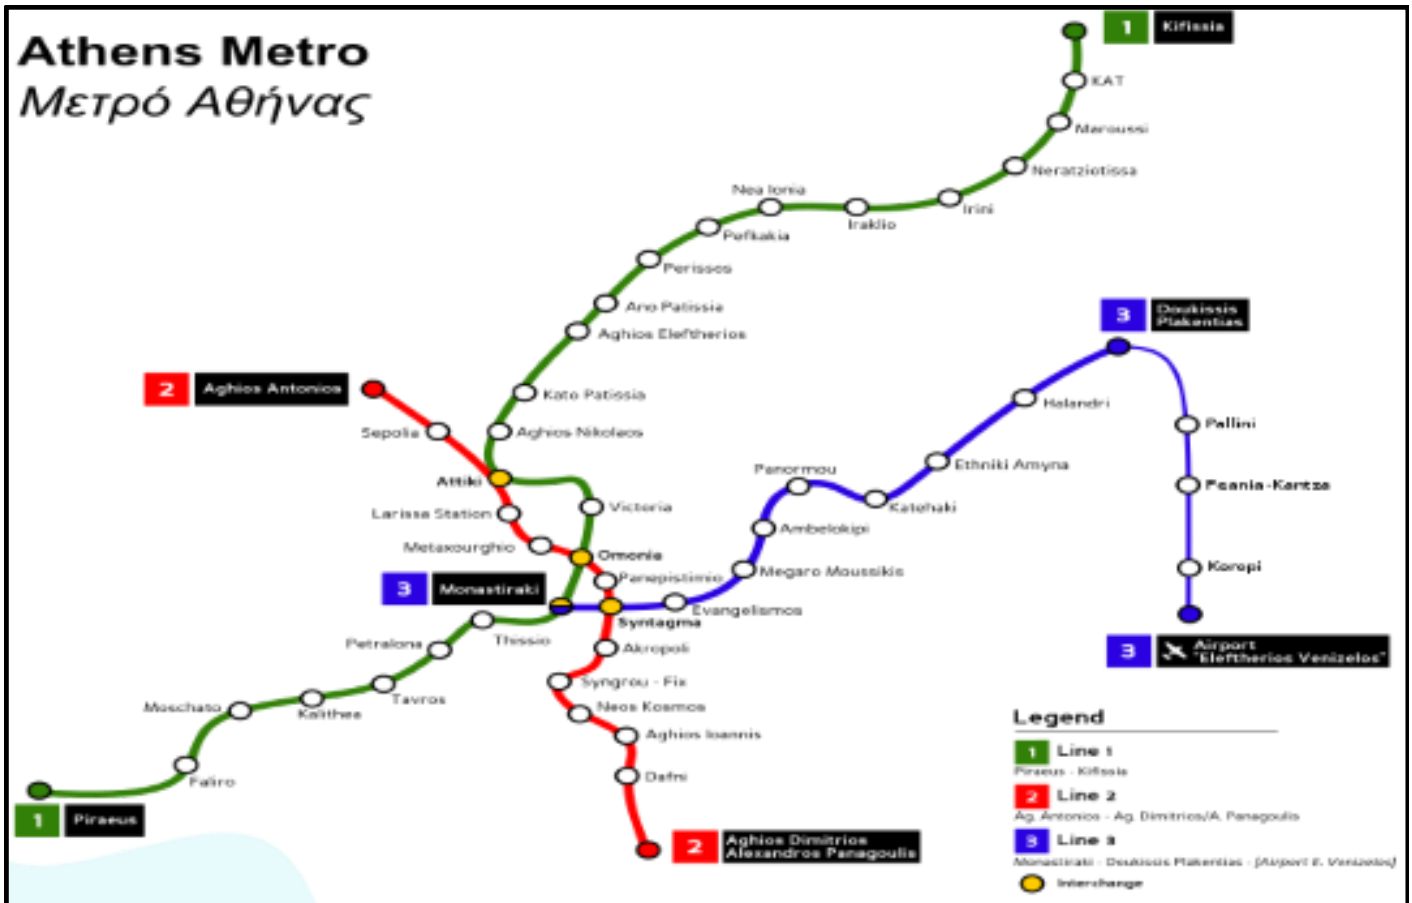 Athens Metro
Μετρό Αθήνας
1 Kifissia
KAT
Maroussi
Neratziotissa
Irini
Iraklio
Nea Ionia
Pefkakia
Perissos
Ano Patissia
Aghios Eleftherios
Kato Patissia
Aghios Nikolaos
3 Doukissis
Plakentias
2 Aghios Antonios
Sepolia
Attiki
Larissa Station
Metaxourghio
Victoria
Omonia
Panepistimio
3 Monastiraki
Syntagma
Evangelismos
Megaro Moussikis
Ambelokipi
Panormou
Katehaki
Ethniki Amyna
Halandri
Pallini
Peania-Kantza
Koropi
3 Airport
"Eleftherios Venizelos"
Thissio
Petralona
Tavros
Kalithea
Moschato
Faliro
1 Piraeus
Akropoli
Syngrou - Fix
Neos Kosmos
Aghios Ioannis
Dafni
2 Aghios Dimitrios
Alexandros Panagoulis
Legend
1 Line 1
Piraeus - Kifissia
2 Line 2
Ag. Antonios - Ag. Dimitrios/A. Panagoulis
3 Line 3
Monastiraki - Doukissis Plakentias - [Airport E. Venizelos]
Interchange